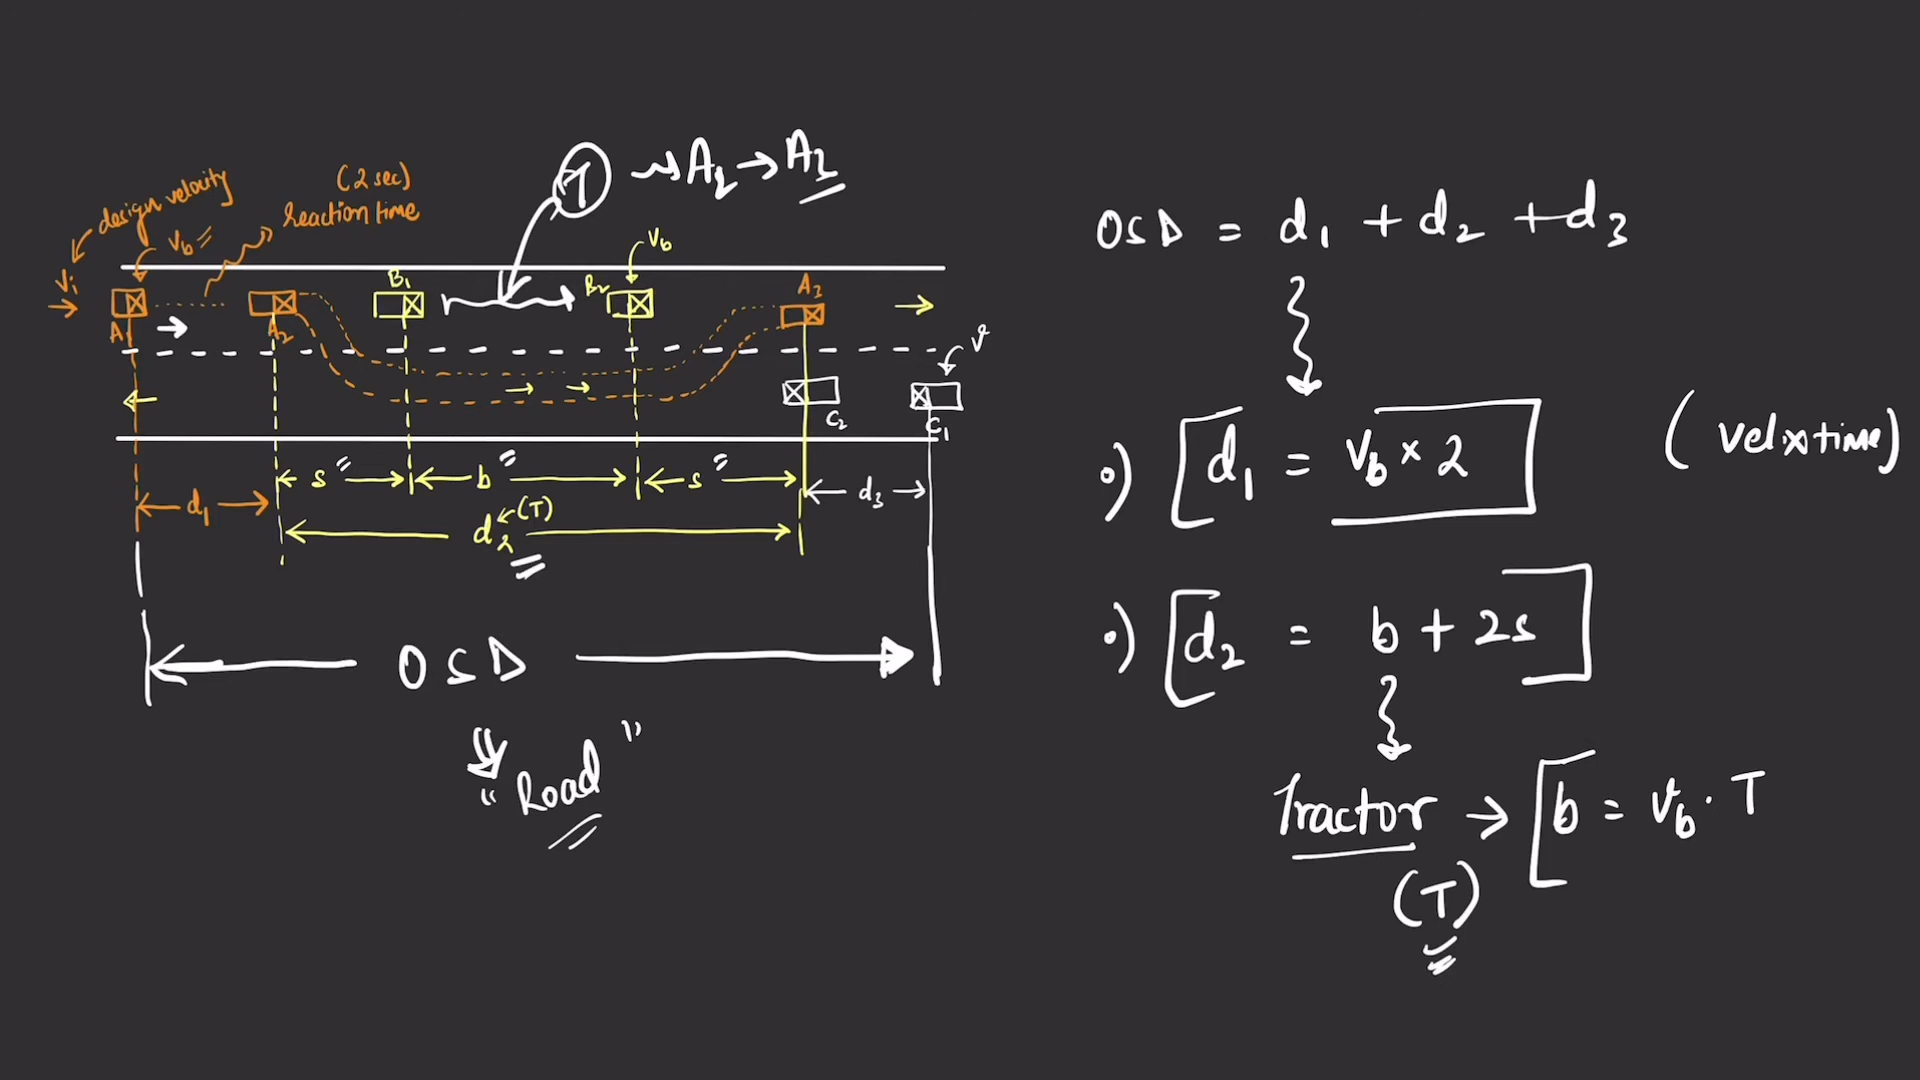 (T) ~> A2 → A3
design velocity
(2 sec)
reaction time
Vb =
Vi
Vb
B1
B2
A3
A1
A2
v
C2
C1
s
b
s
d1
d3
d2 ← (T)
OSD
"Road"
OSD = d1 + d2 + d3
•) d1 = Vb × 2 (vel × time)
•) d2 = b + 2s
Tractor → b = Vb . T
(T)